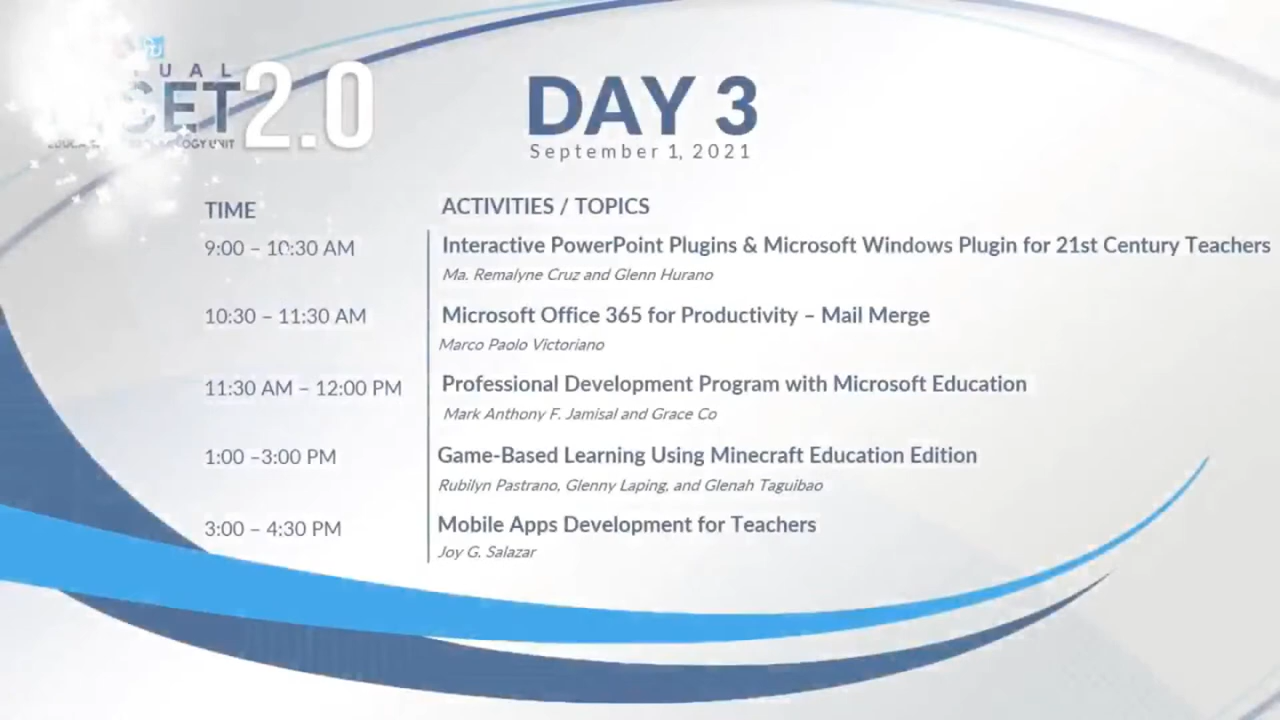 UAL
CET 2.0
DAY 3
September 1, 2021
TIME
ACTIVITIES / TOPICS
9:00 – 10:30 AM
Interactive PowerPoint Plugins & Microsoft Windows Plugin for 21st Century Teachers
Ma. Remalyne Cruz and Glenn Hurano
10:30 – 11:30 AM
Microsoft Office 365 for Productivity – Mail Merge
Marco Paolo Victoriano
11:30 AM – 12:00 PM
Professional Development Program with Microsoft Education
Mark Anthony F. Jamisal and Grace Co
1:00 –3:00 PM
Game-Based Learning Using Minecraft Education Edition
Rubilyn Pastrano, Glenny Laping, and Glenah Taguibao
3:00 – 4:30 PM
Mobile Apps Development for Teachers
Joy G. Salazar